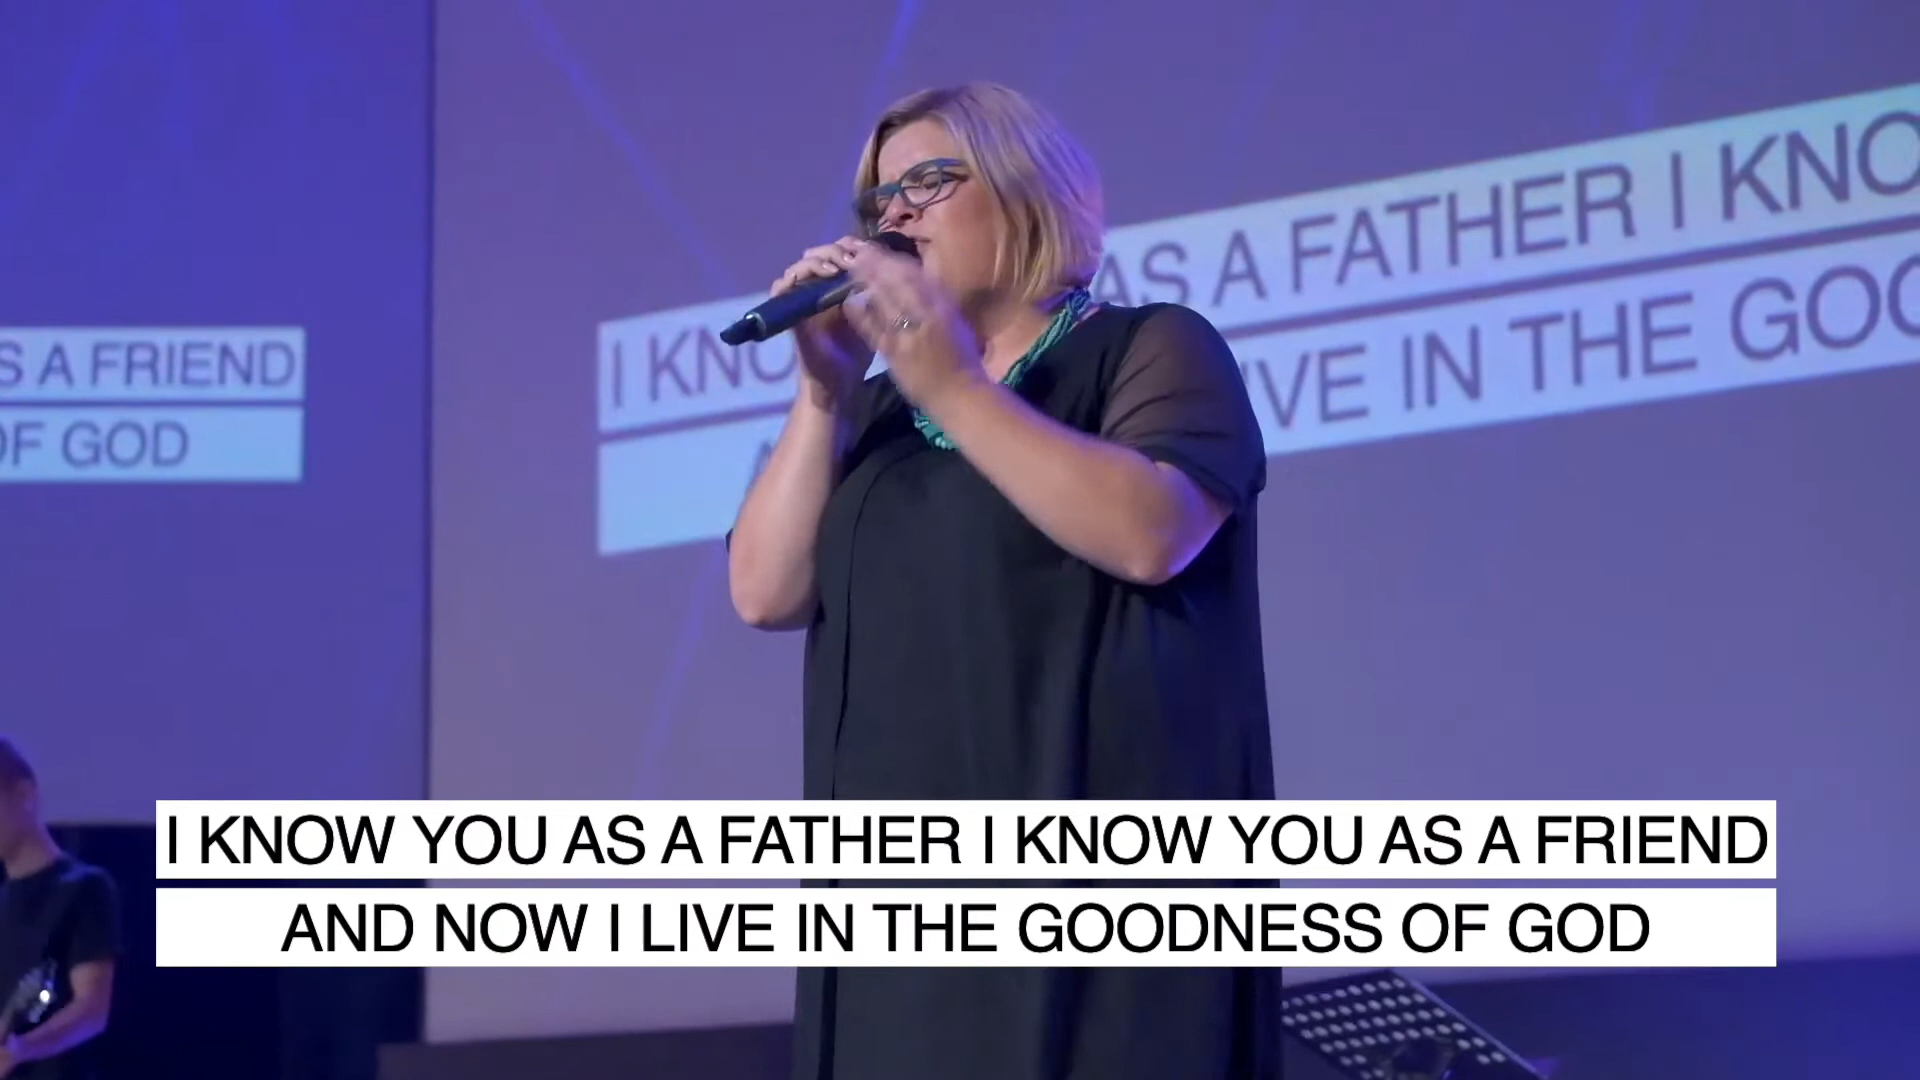 S A FRIEND
OF GOD
I KNO AS A FATHER I KNO
IVE IN THE GOO
I KNOW YOU AS A FATHER I KNOW YOU AS A FRIEND
AND NOW I LIVE IN THE GOODNESS OF GOD